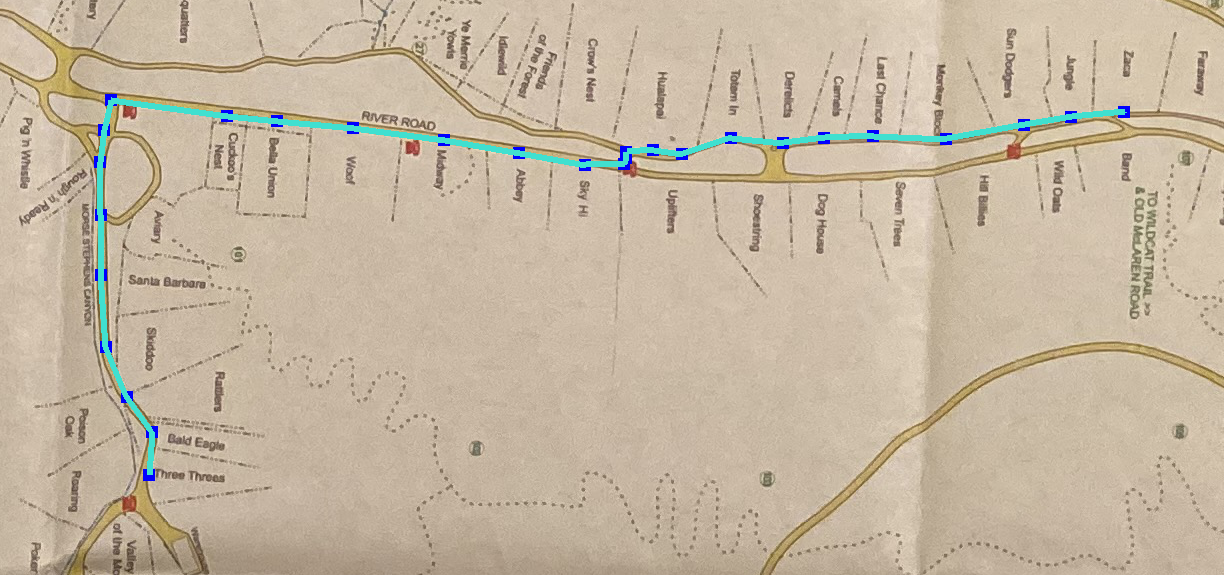 Ye Merrie
Yowls
Idlewild
Friends
of the Forest
Crow's Nest
Hualapai
Totem In
Derelicts
Camels
Last Chance
Monkey Block
Sun Dodgers
Jungle
Zaca
Faraway
27
RIVER ROAD
Pig 'n Whistle
Cuckoo's
Nest
Bella Union
Woof
Midway
Abbey
Sky Hi
Uplifters
Shoestring
Dog House
Seven Trees
Hill Billies
Wild Oats
Band
Rough 'n Ready
MORSE STEPHENS CANYON
Aviary
TO WILDCAT TRAIL >>
& OLD McLAREN ROAD
Santa Barbara
Skiddoo
Rattlers
Poison
Oak
Bald Eagle
Three Threes
Roaring
Valley
of the Mo
Poker